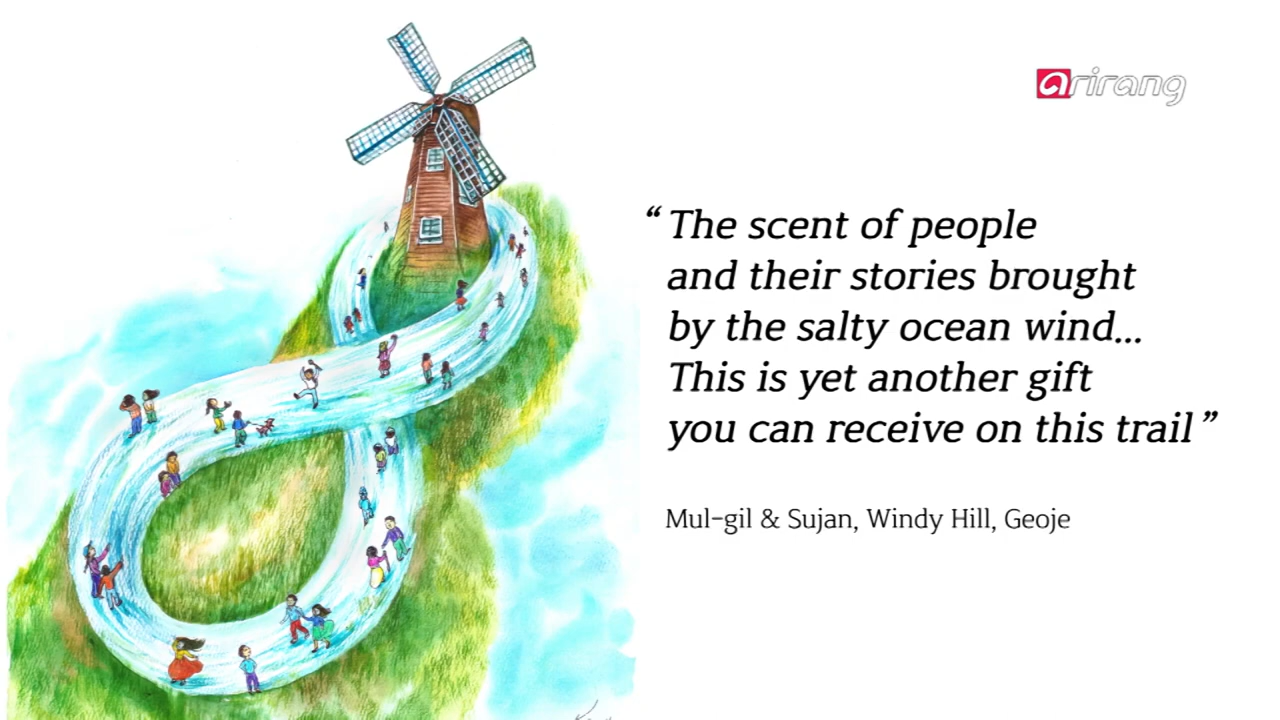 arirang
“ The scent of people
and their stories brought
by the salty ocean wind...
This is yet another gift
you can receive on this trail ”
Mul-gil & Sujan, Windy Hill, Geoje